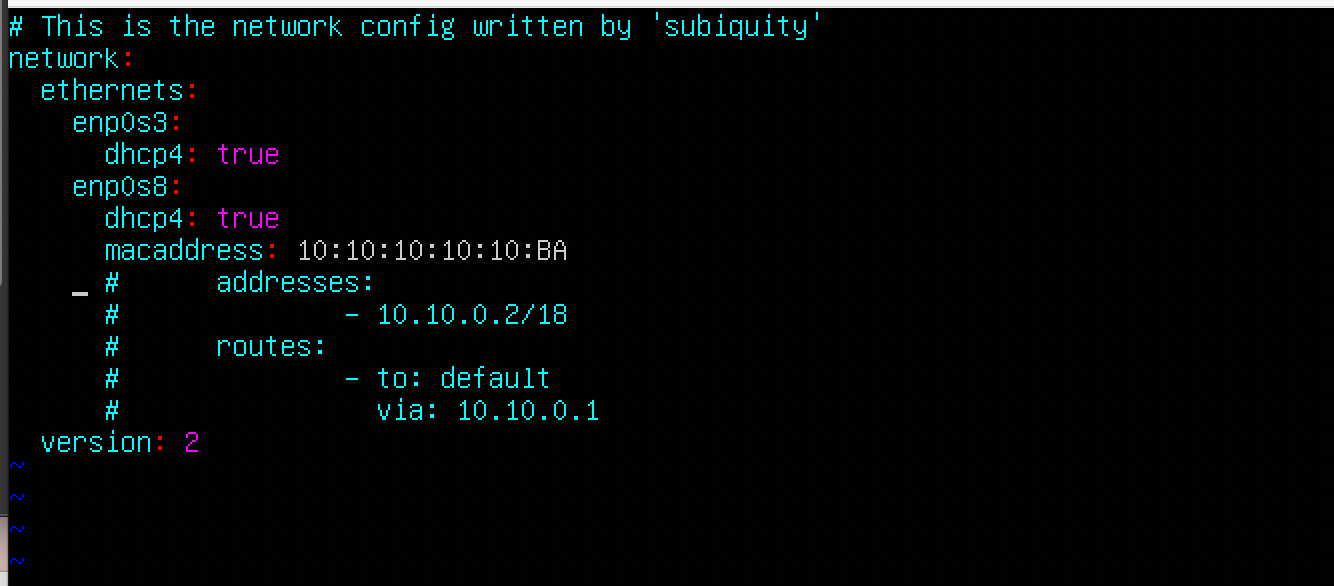 # This is the network config written by 'subiquity'
network:
  ethernets:
    enp0s3:
      dhcp4: true
    enp0s8:
      dhcp4: true
      macaddress: 10:10:10:10:10:BA
      #      addresses:
      #              - 10.10.0.2/18
      #      routes:
      #              - to: default
      #                via: 10.10.0.1
  version: 2
~
~
~
~